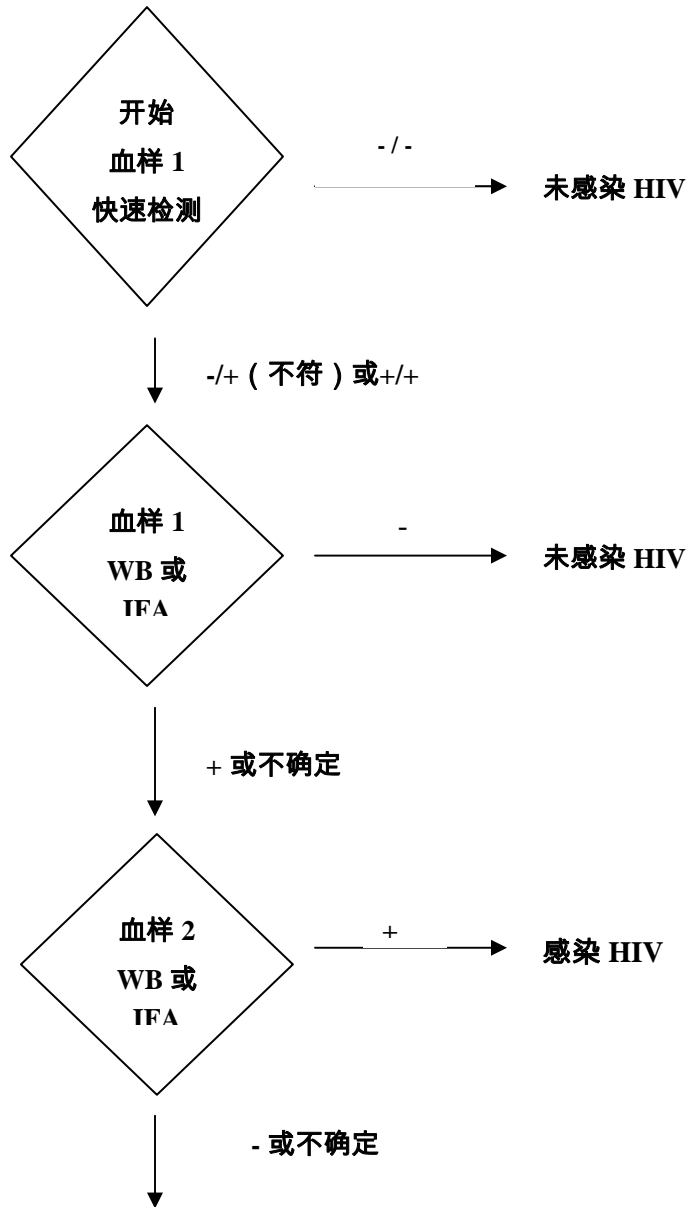 开始
血样 1
快速检测
- / -
未感染 HIV
-/+（不符）或+/+
血样 1
WB 或
IFA
-
未感染 HIV
+ 或不确定
血样 2
WB 或
IFA
+
感染 HIV
- 或不确定